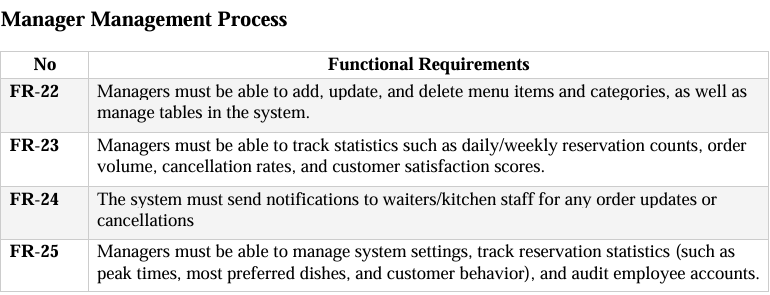 Manager Management Process
No Functional Requirements
FR-22 Managers must be able to add, update, and delete menu items and categories, as well as
manage tables in the system.
FR-23 Managers must be able to track statistics such as daily/weekly reservation counts, order
volume, cancellation rates, and customer satisfaction scores.
FR-24 The system must send notifications to waiters/kitchen staff for any order updates or
cancellations
FR-25 Managers must be able to manage system settings, track reservation statistics (such as
peak times, most preferred dishes, and customer behavior), and audit employee accounts.